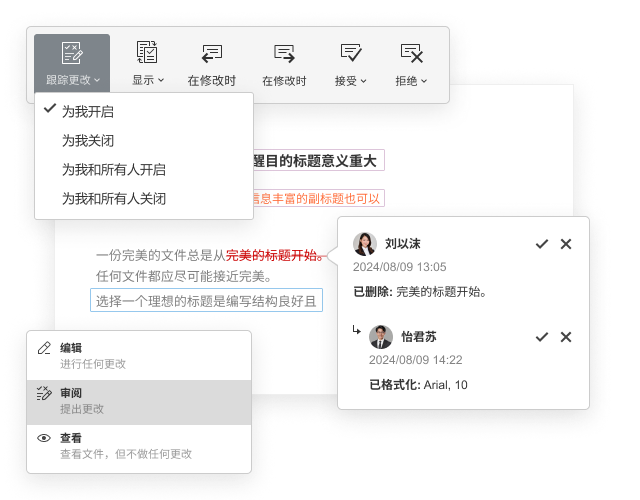 跟踪更改
显示
在修改时
在修改时
接受
拒绝
为我开启
为我关闭
为我和所有人开启
为我和所有人关闭
醒目的标题意义重大
信息丰富的副标题也可以
一份完美的文件总是从完美的标题开始。
任何文件都应尽可能接近完美。
选择一个理想的标题是编写结构良好且
刘以沫
2024/08/09 13:05
已删除: 完美的标题开始。
怡君苏
2024/08/09 14:22
已格式化: Arial, 10
编辑
进行任何更改
审阅
提出更改
查看
查看文件，但不做任何更改